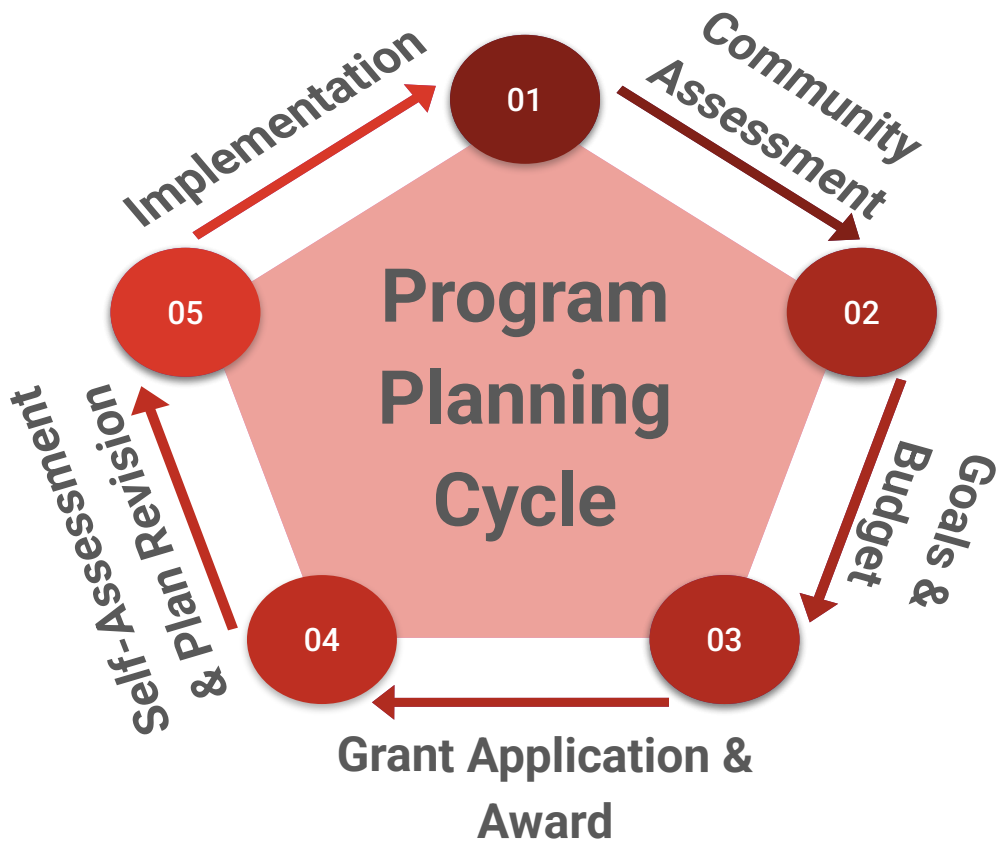 Program
Planning
Cycle
01
Community
Assessment
02
Goals &
Budget
03
Grant Application &
Award
04
Self-Assessment
& Plan Revision
05
Implementation